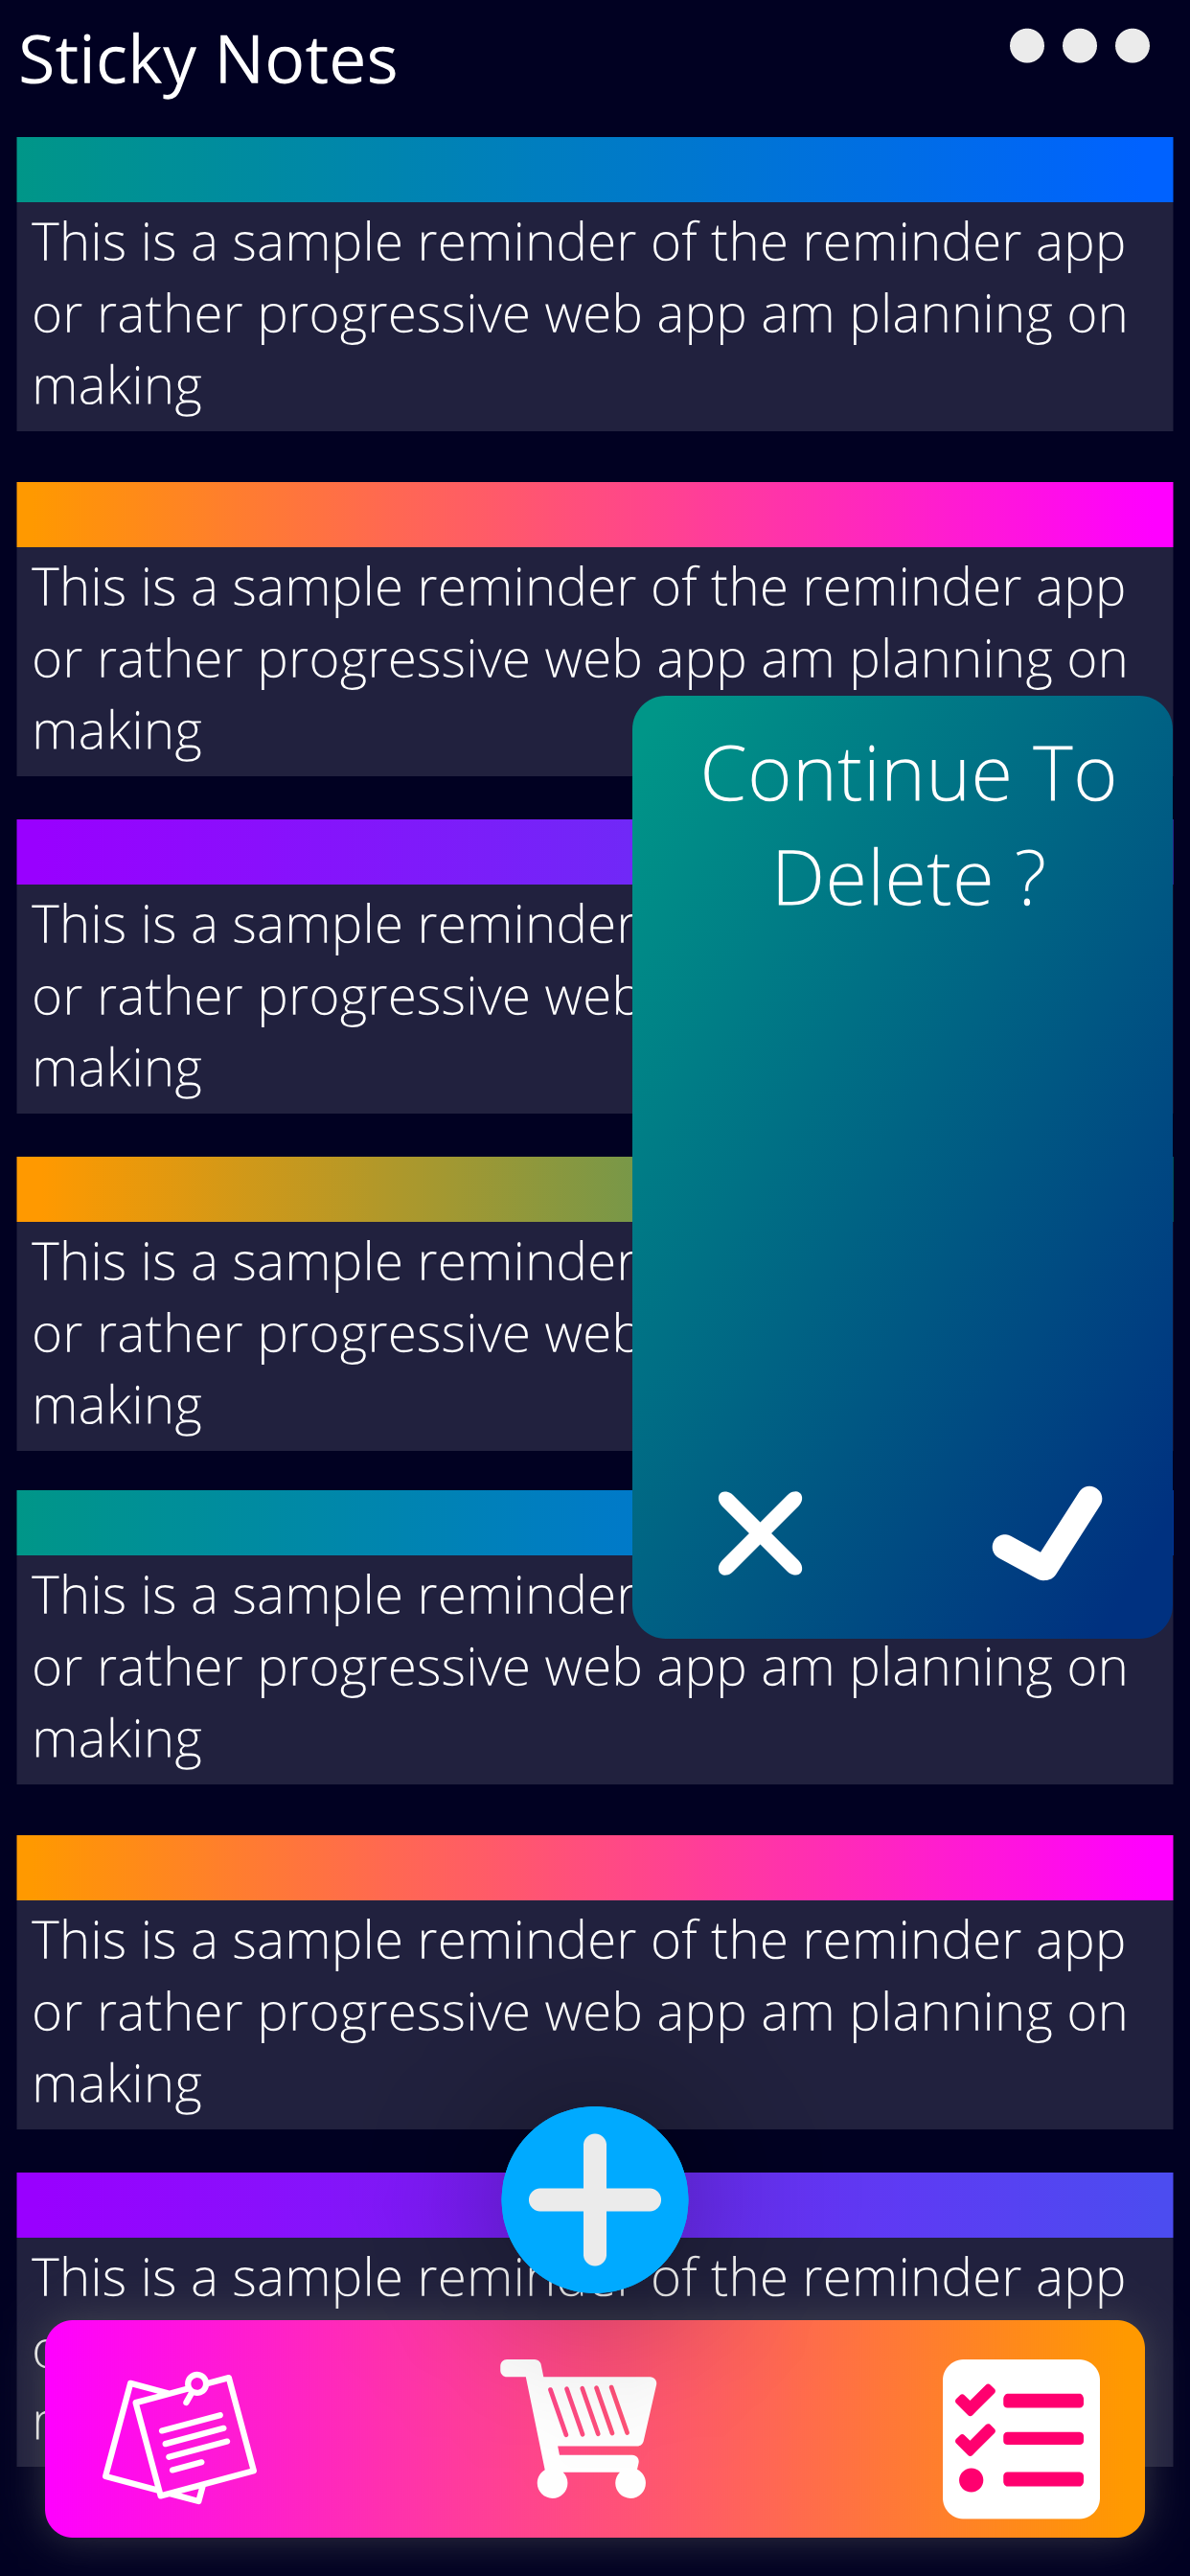 Sticky Notes
This is a sample reminder of the reminder app
or rather progressive web app am planning on
making
This is a sample reminder of the reminder app
or rather progressive web app am planning on
making
Continue To
Delete ?
This is a sample reminder
or rather progressive web
making
This is a sample reminder
or rather progressive web
making
This is a sample reminder
or rather progressive web app am planning on
making
This is a sample reminder of the reminder app
or rather progressive web app am planning on
making
This is a sample reminder of the reminder app